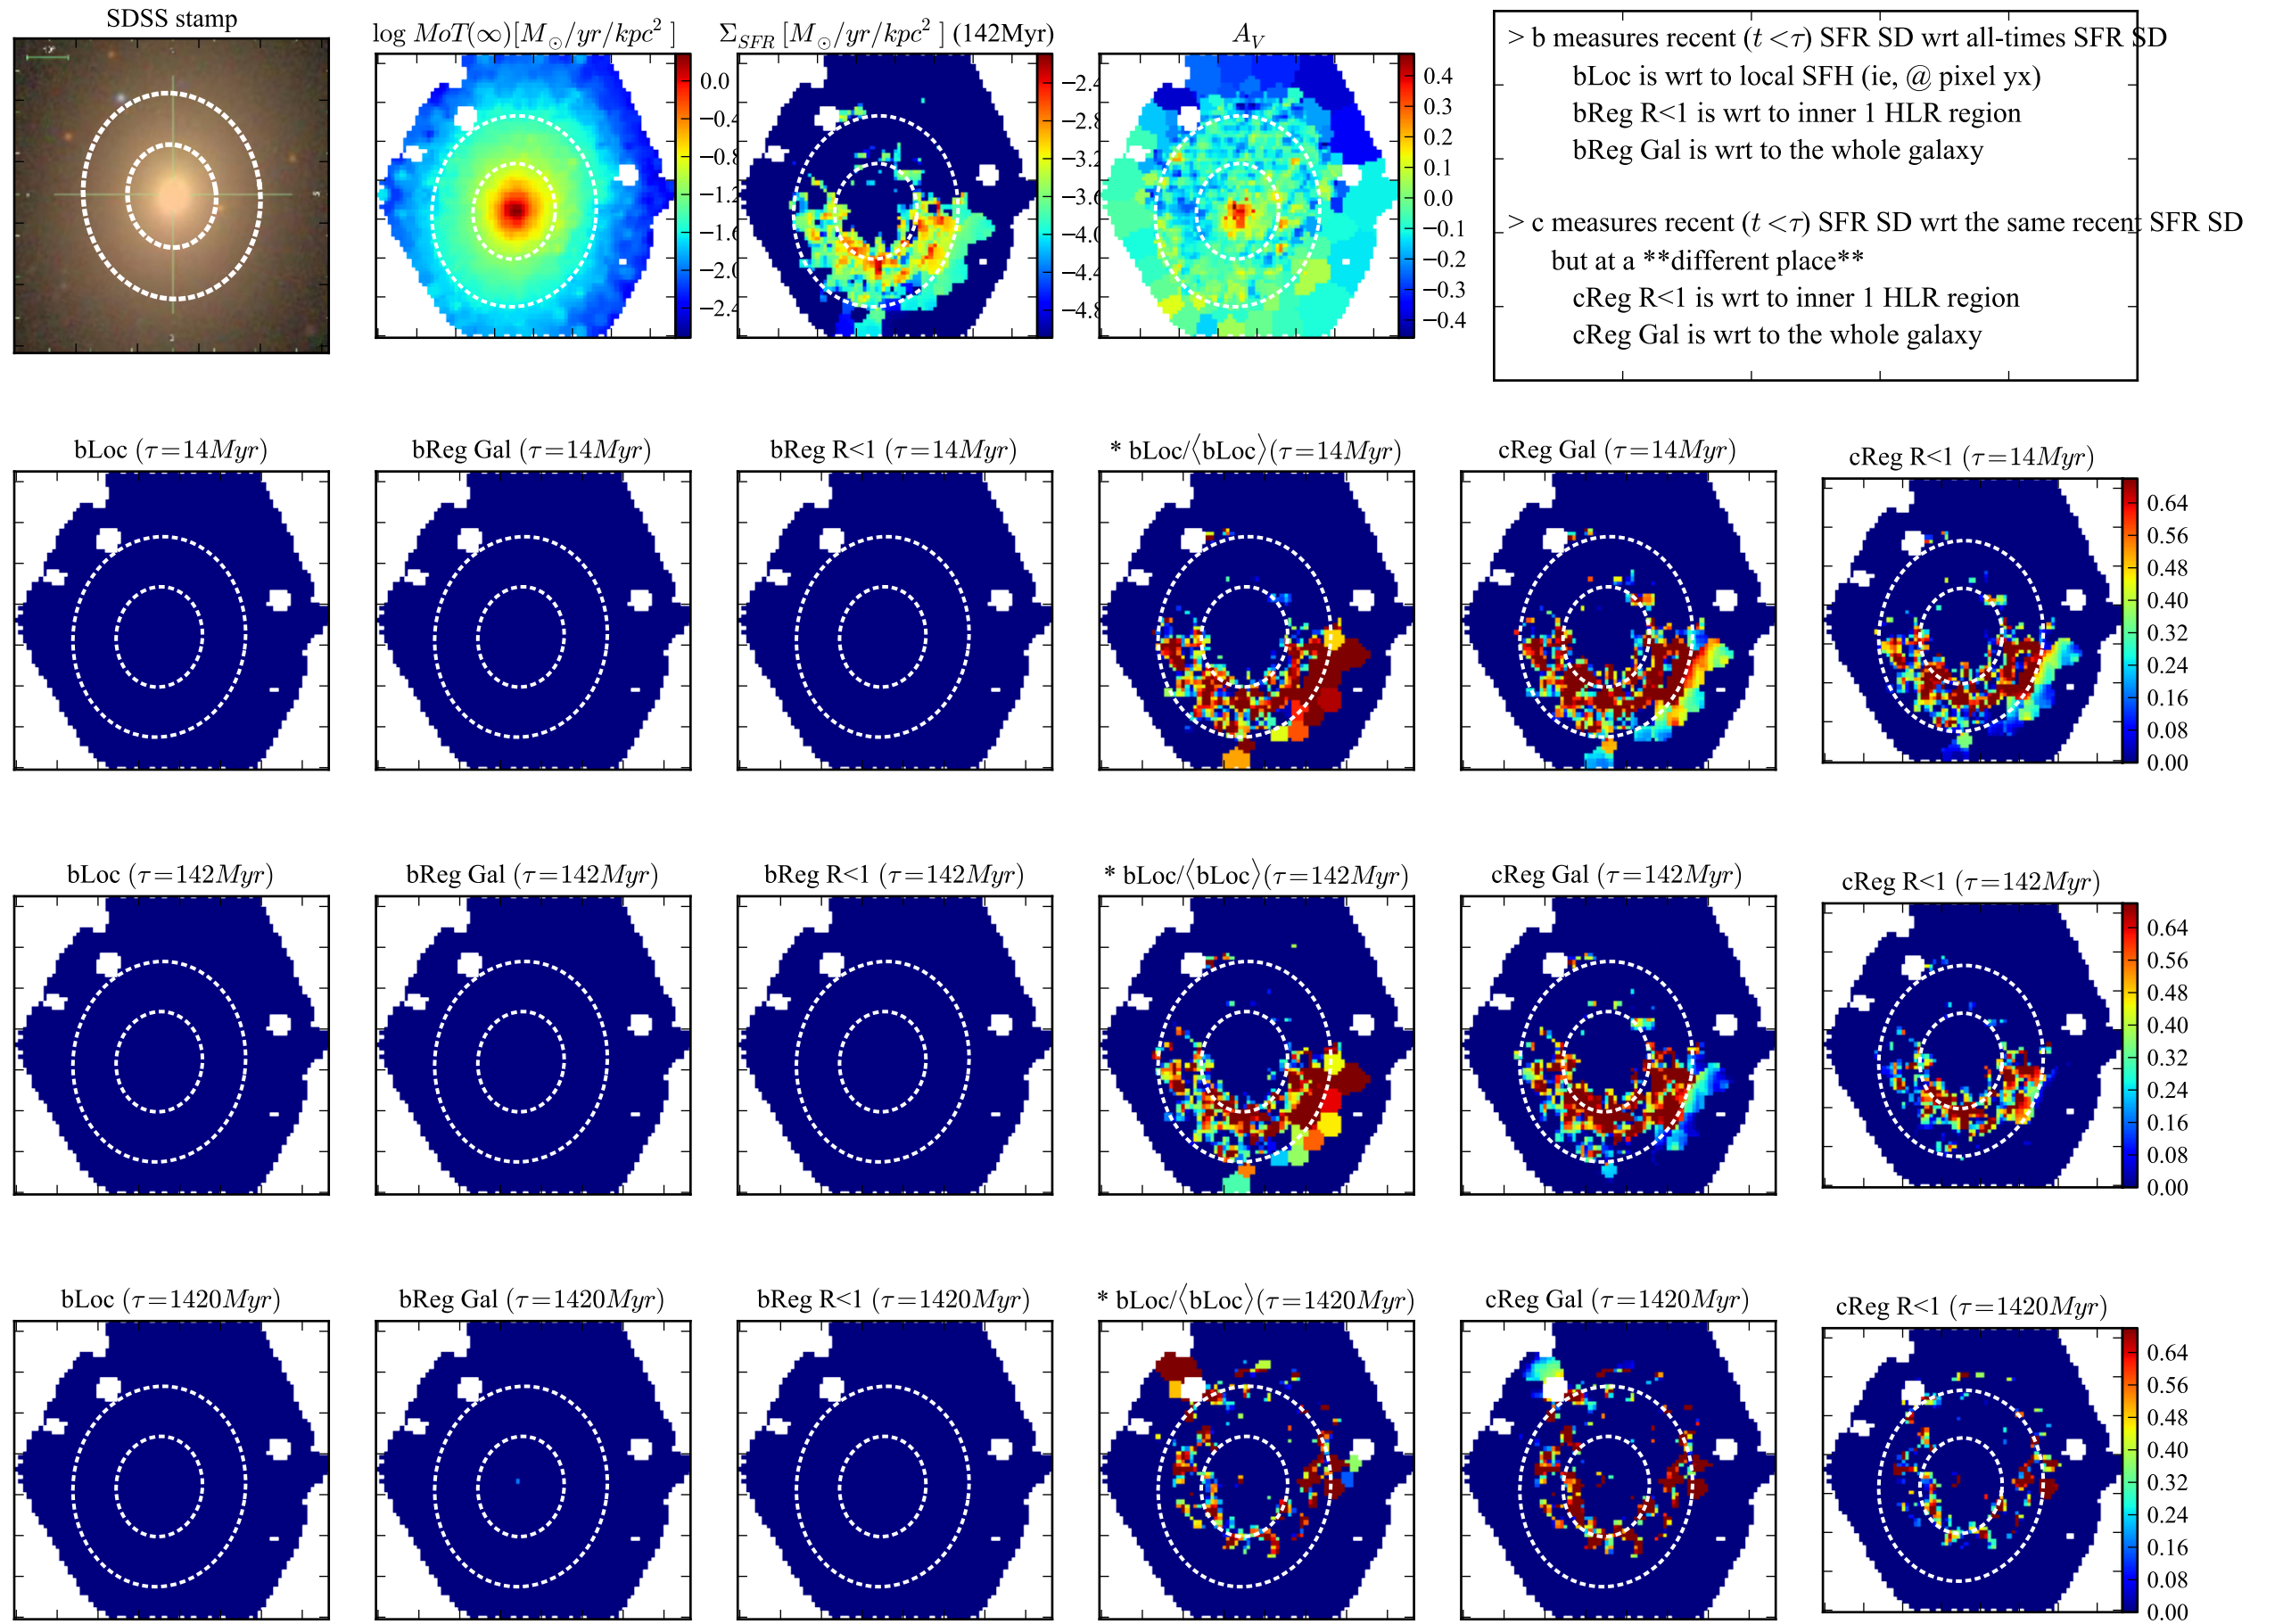 SDSS stamp
log MoT(∞)[M⊙/yr/kpc²]
Σ_SFR [M⊙/yr/kpc²] (142Myr)
A_V
0.0
−0.4
−0.8
−1.2
−1.6
−2.0
−2.4
−2.4
−2.8
−3.2
−3.6
−4.0
−4.4
−4.8
0.4
0.3
0.2
0.1
0.0
−0.1
−0.2
−0.3
−0.4
> b measures recent (t <τ) SFR SD wrt all-times SFR SD
bLoc is wrt to local SFH (ie, @ pixel yx)
bReg R<1 is wrt to inner 1 HLR region
bReg Gal is wrt to the whole galaxy
> c measures recent (t <τ) SFR SD wrt the same recent SFR SD
but at a **different place**
cReg R<1 is wrt to inner 1 HLR region
cReg Gal is wrt to the whole galaxy
bLoc (τ=14Myr)
bReg Gal (τ=14Myr)
bReg R<1 (τ=14Myr)
* bLoc/⟨bLoc⟩(τ=14Myr)
cReg Gal (τ=14Myr)
cReg R<1 (τ=14Myr)
0.64
0.56
0.48
0.40
0.32
0.24
0.16
0.08
0.00
bLoc (τ=142Myr)
bReg Gal (τ=142Myr)
bReg R<1 (τ=142Myr)
* bLoc/⟨bLoc⟩(τ=142Myr)
cReg Gal (τ=142Myr)
cReg R<1 (τ=142Myr)
0.64
0.56
0.48
0.40
0.32
0.24
0.16
0.08
0.00
bLoc (τ=1420Myr)
bReg Gal (τ=1420Myr)
bReg R<1 (τ=1420Myr)
* bLoc/⟨bLoc⟩(τ=1420Myr)
cReg Gal (τ=1420Myr)
cReg R<1 (τ=1420Myr)
0.64
0.56
0.48
0.40
0.32
0.24
0.16
0.08
0.00